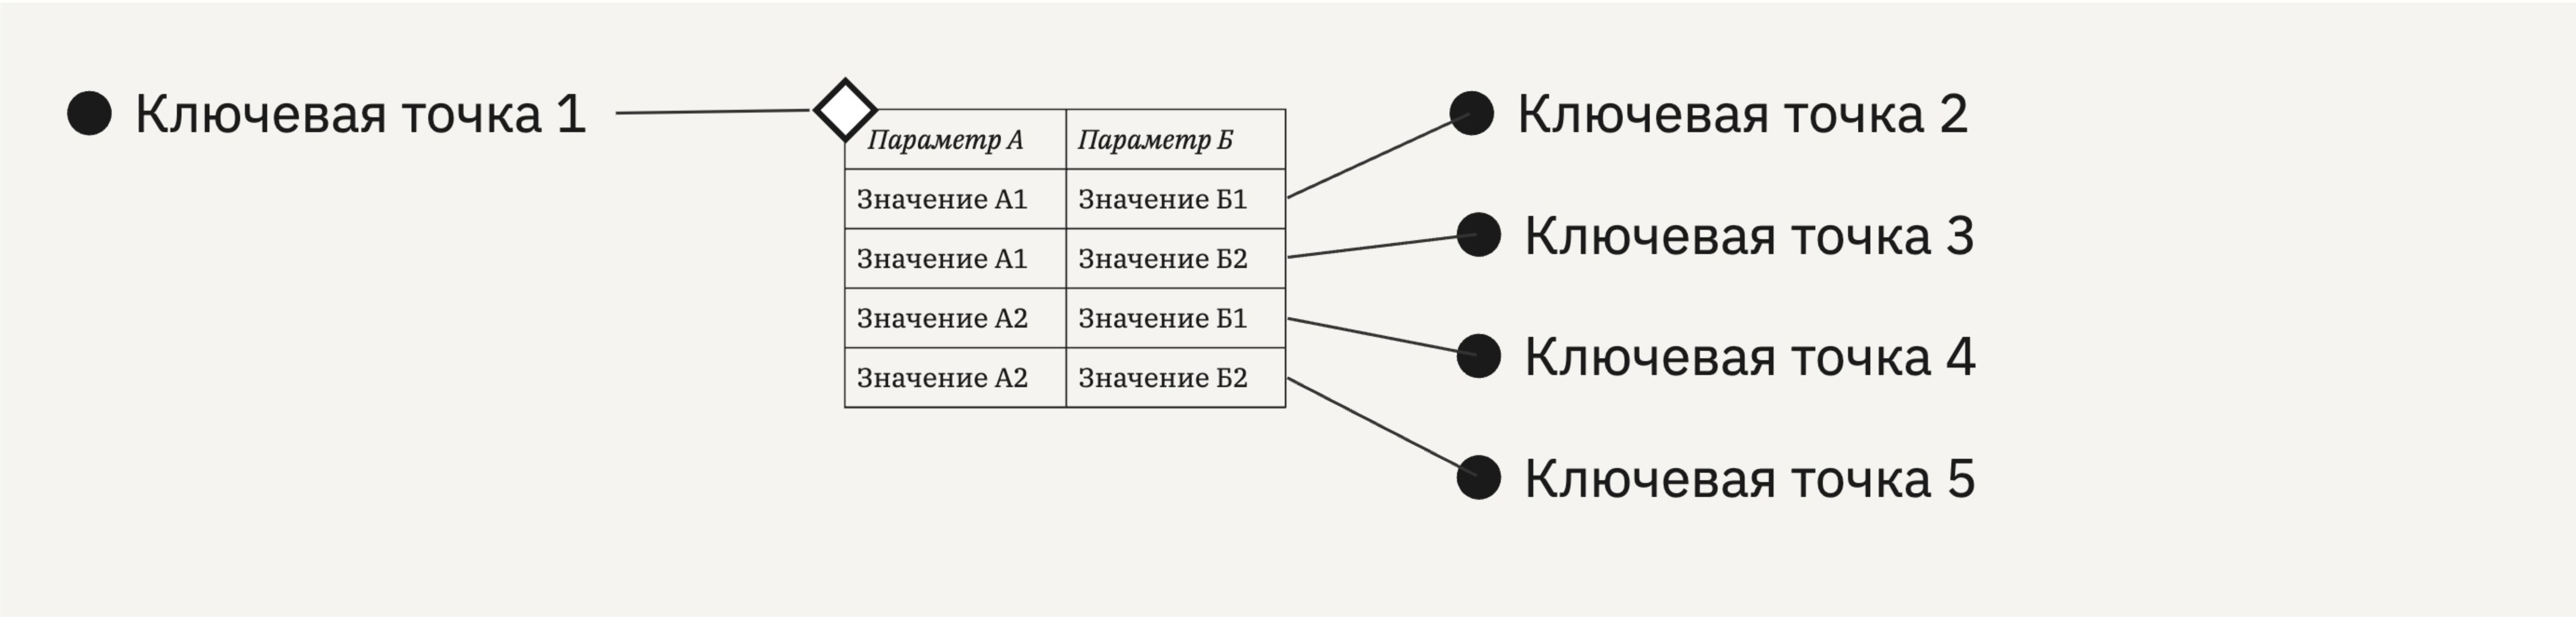 Ключевая точка 1
Параметр А Параметр Б
Значение А1 Значение Б1
Значение А1 Значение Б2
Значение А2 Значение Б1
Значение А2 Значение Б2
Ключевая точка 2
Ключевая точка 3
Ключевая точка 4
Ключевая точка 5